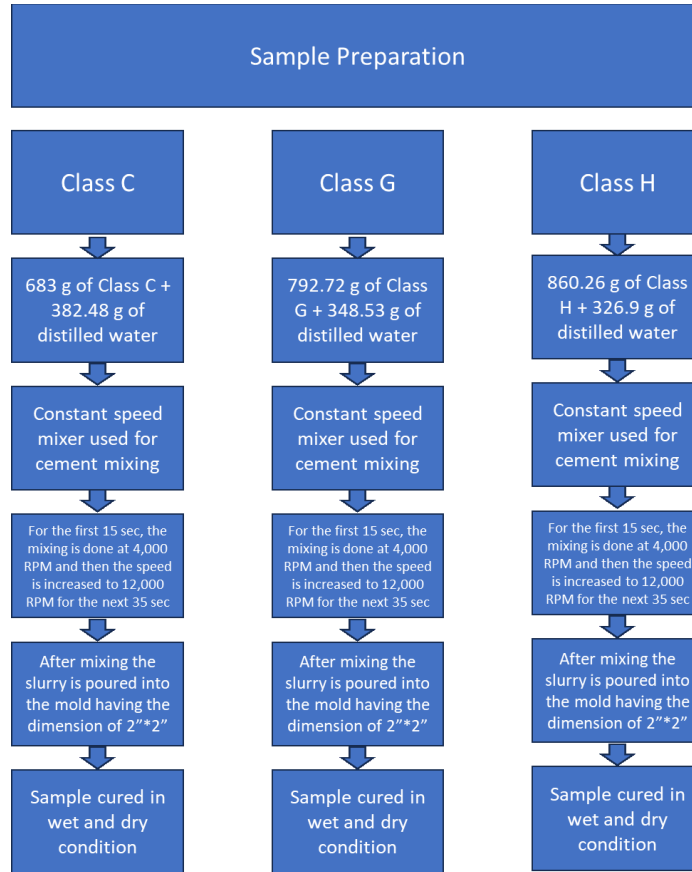 Sample Preparation
Class C
683 g of Class C +
382.48 g of
distilled water
Constant speed
mixer used for
cement mixing
For the first 15 sec, the
mixing is done at 4,000
RPM and then the speed
is increased to 12,000
RPM for the next 35 sec
After mixing the
slurry is poured into
the mold having the
dimension of 2”*2”
Sample cured in
wet and dry
condition
Class G
792.72 g of Class
G + 348.53 g of
distilled water
Constant speed
mixer used for
cement mixing
For the first 15 sec, the
mixing is done at 4,000
RPM and then the speed
is increased to 12,000
RPM for the next 35 sec
After mixing the
slurry is poured into
the mold having the
dimension of 2”*2”
Sample cured in
wet and dry
condition
Class H
860.26 g of Class
H + 326.9 g of
distilled water
Constant speed
mixer used for
cement mixing
For the first 15 sec, the
mixing is done at 4,000
RPM and then the speed
is increased to 12,000
RPM for the next 35 sec
After mixing the
slurry is poured into
the mold having the
dimension of 2”*2”
Sample cured in
wet and dry
condition